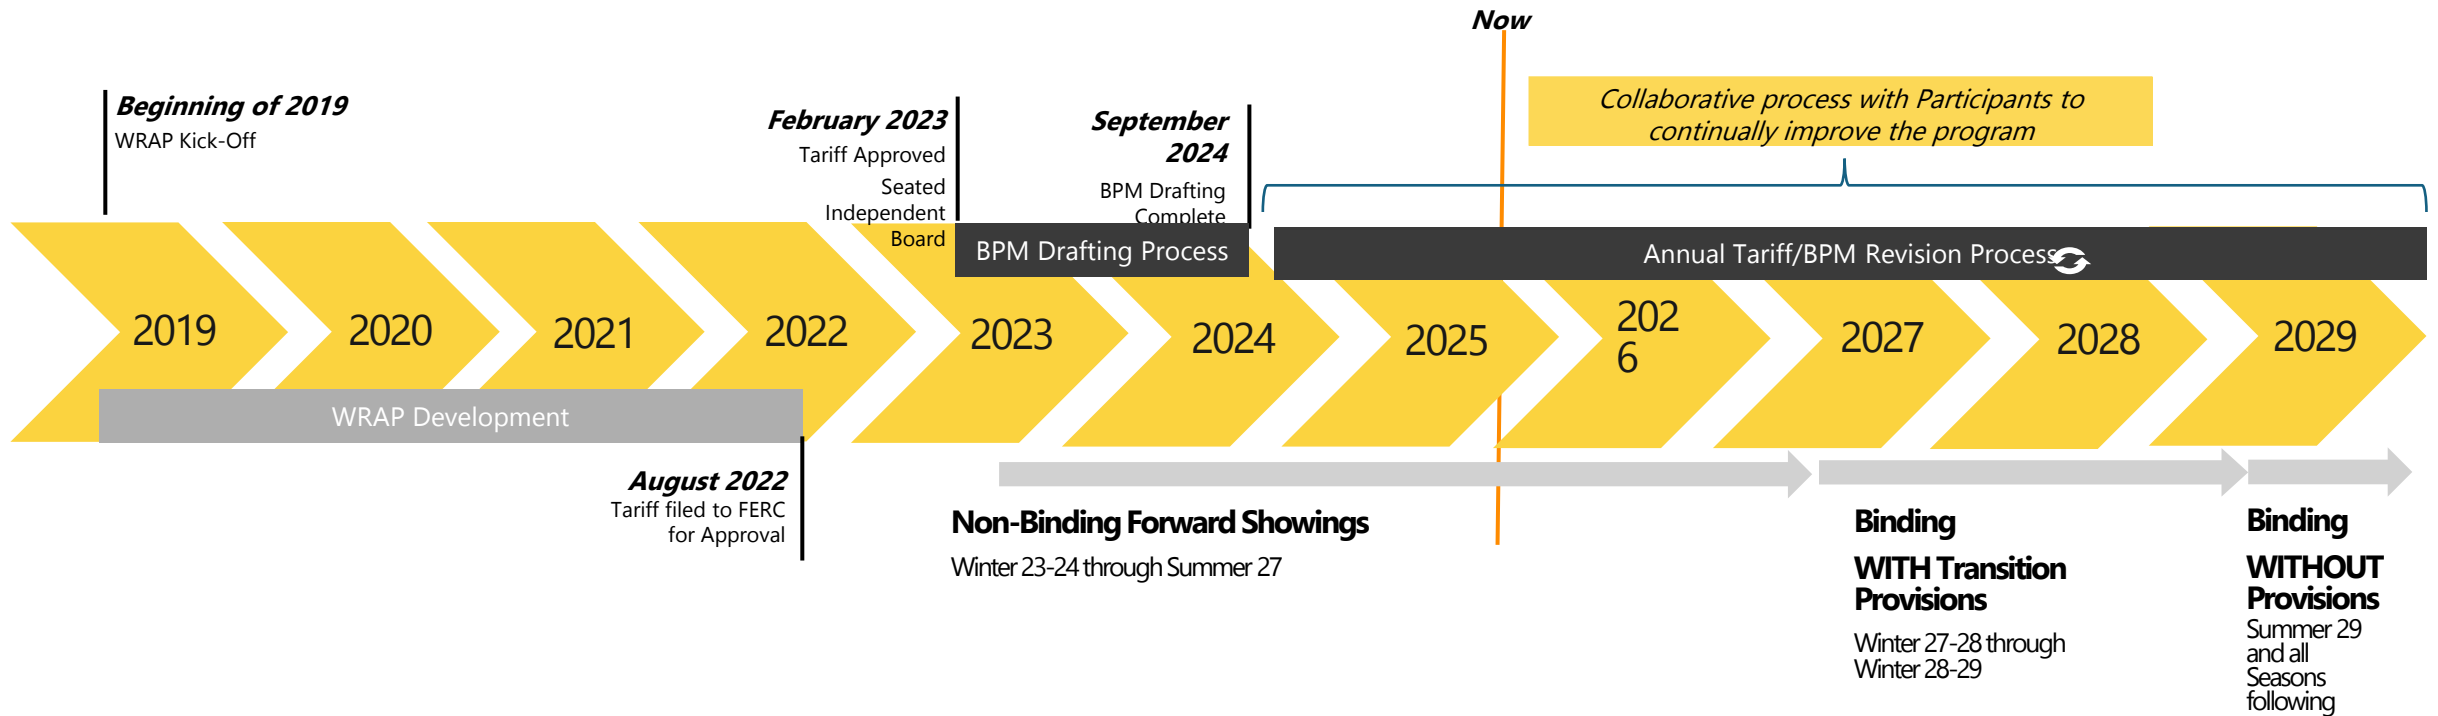 Now
Beginning of 2019
WRAP Kick-Off
February 2023
Tariff Approved
Seated
Independent
Board
September
2024
BPM Drafting
Complete
Collaborative process with Participants to
continually improve the program
BPM Drafting Process
Annual Tariff/BPM Revision Process
2019
2020
2021
2022
2023
2024
2025
202
6
2027
2028
2029
WRAP Development
August 2022
Tariff filed to FERC
for Approval
Non-Binding Forward Showings
Winter 23-24 through Summer 27
Binding
WITH Transition
Provisions
Winter 27-28 through
Winter 28-29
Binding
WITHOUT
Provisions
Summer 29
and all
Seasons
following